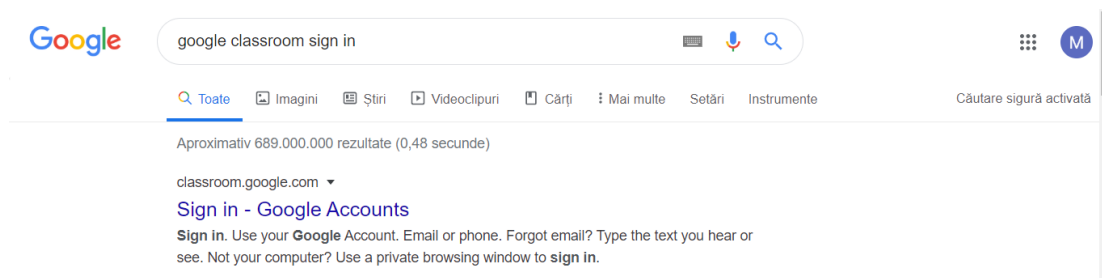 Google
google classroom sign in
M
Toate Imagini Știri Videoclipuri Cărți Mai multe Setări Instrumente Căutare sigură activată
Aproximativ 689.000.000 rezultate (0,48 secunde)
classroom.google.com
Sign in - Google Accounts
Sign in. Use your Google Account. Email or phone. Forgot email? Type the text you hear or
see. Not your computer? Use a private browsing window to sign in.